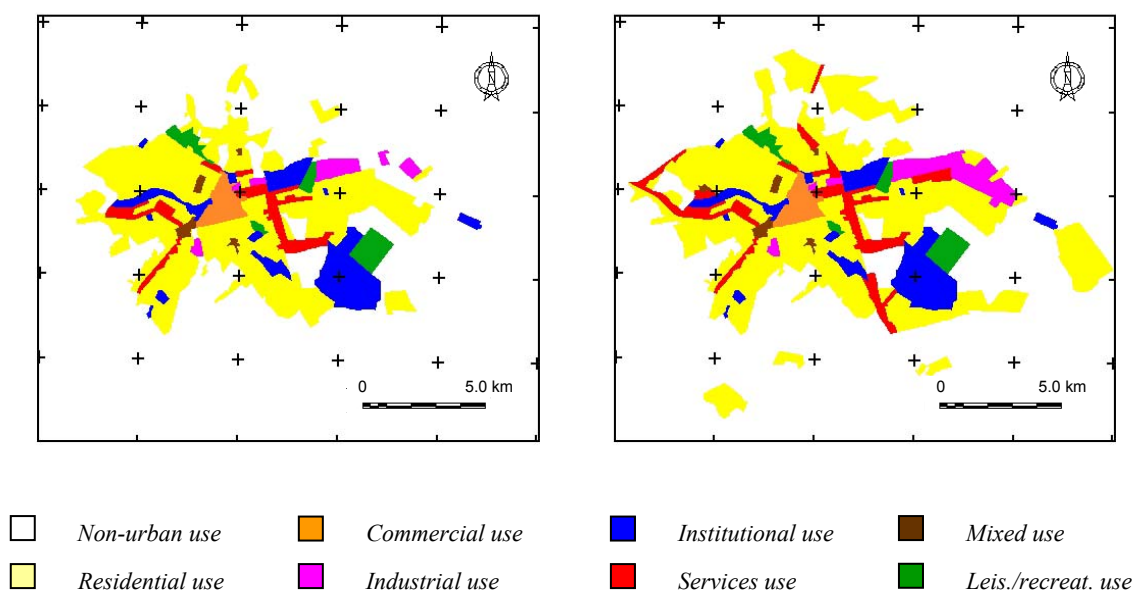 0 5.0 km
0 5.0 km
Non-urban use Commercial use Institutional use Mixed use
Residential use Industrial use Services use Leis./recreat. use